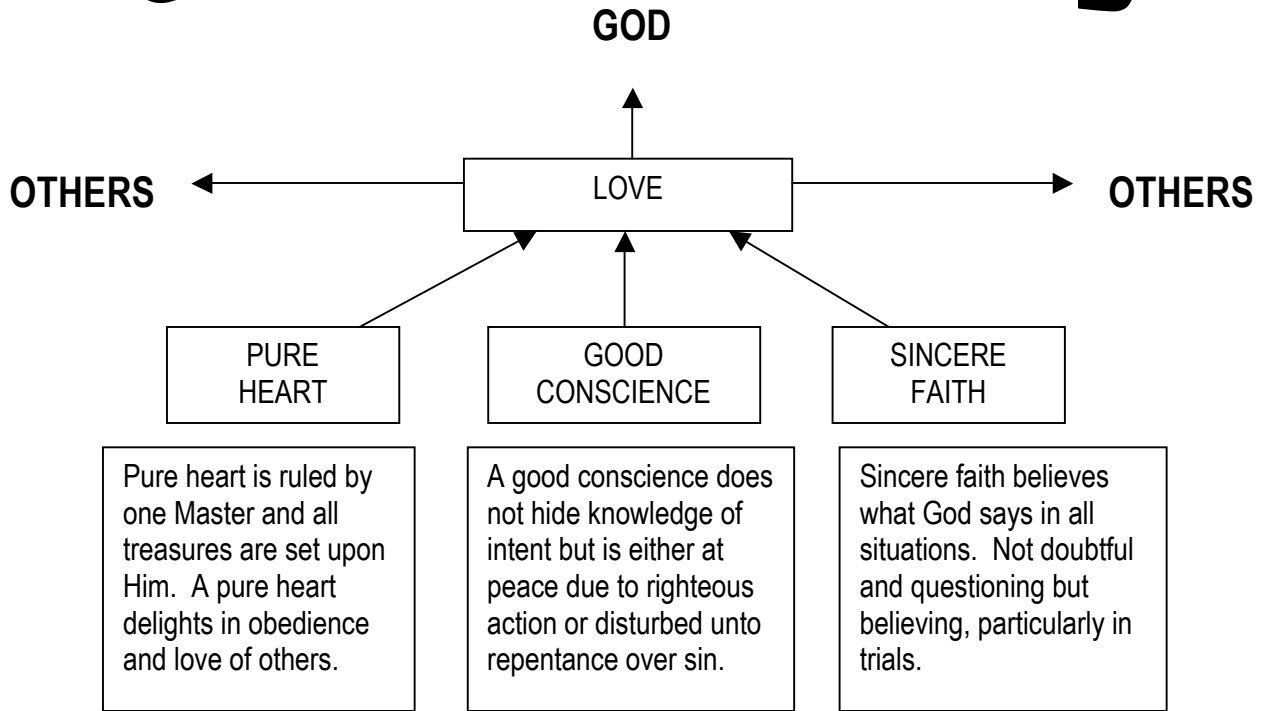 GOD
OTHERS
LOVE
OTHERS
PURE
HEART
GOOD
CONSCIENCE
SINCERE
FAITH
Pure heart is ruled by
one Master and all
treasures are set upon
Him.  A pure heart
delights in obedience
and love of others.
A good conscience does
not hide knowledge of
intent but is either at
peace due to righteous
action or disturbed unto
repentance over sin.
Sincere faith believes
what God says in all
situations.  Not doubtful
and questioning but
believing, particularly in
trials.